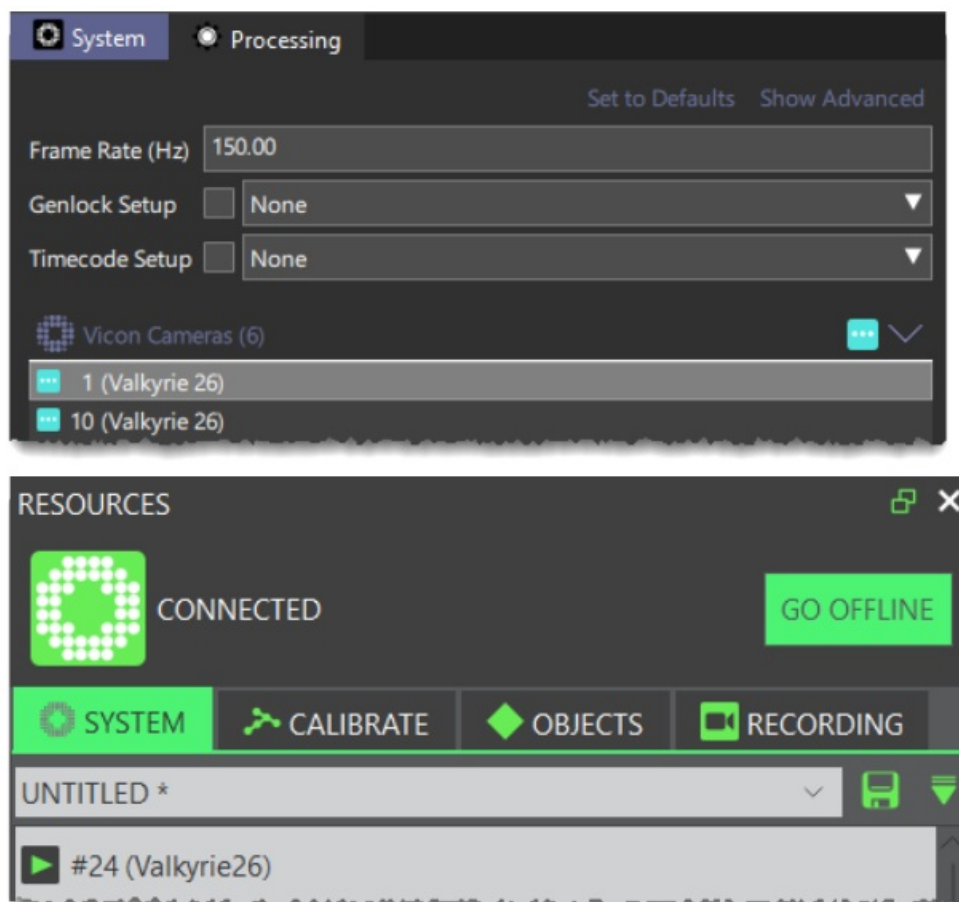 System Processing
Set to Defaults Show Advanced
Frame Rate (Hz) 150.00
Genlock Setup None
Timecode Setup None
Vicon Cameras (6)
1 (Valkyrie 26)
10 (Valkyrie 26)
RESOURCES
CONNECTED GO OFFLINE
SYSTEM CALIBRATE OBJECTS RECORDING
UNTITLED *
#24 (Valkyrie26)